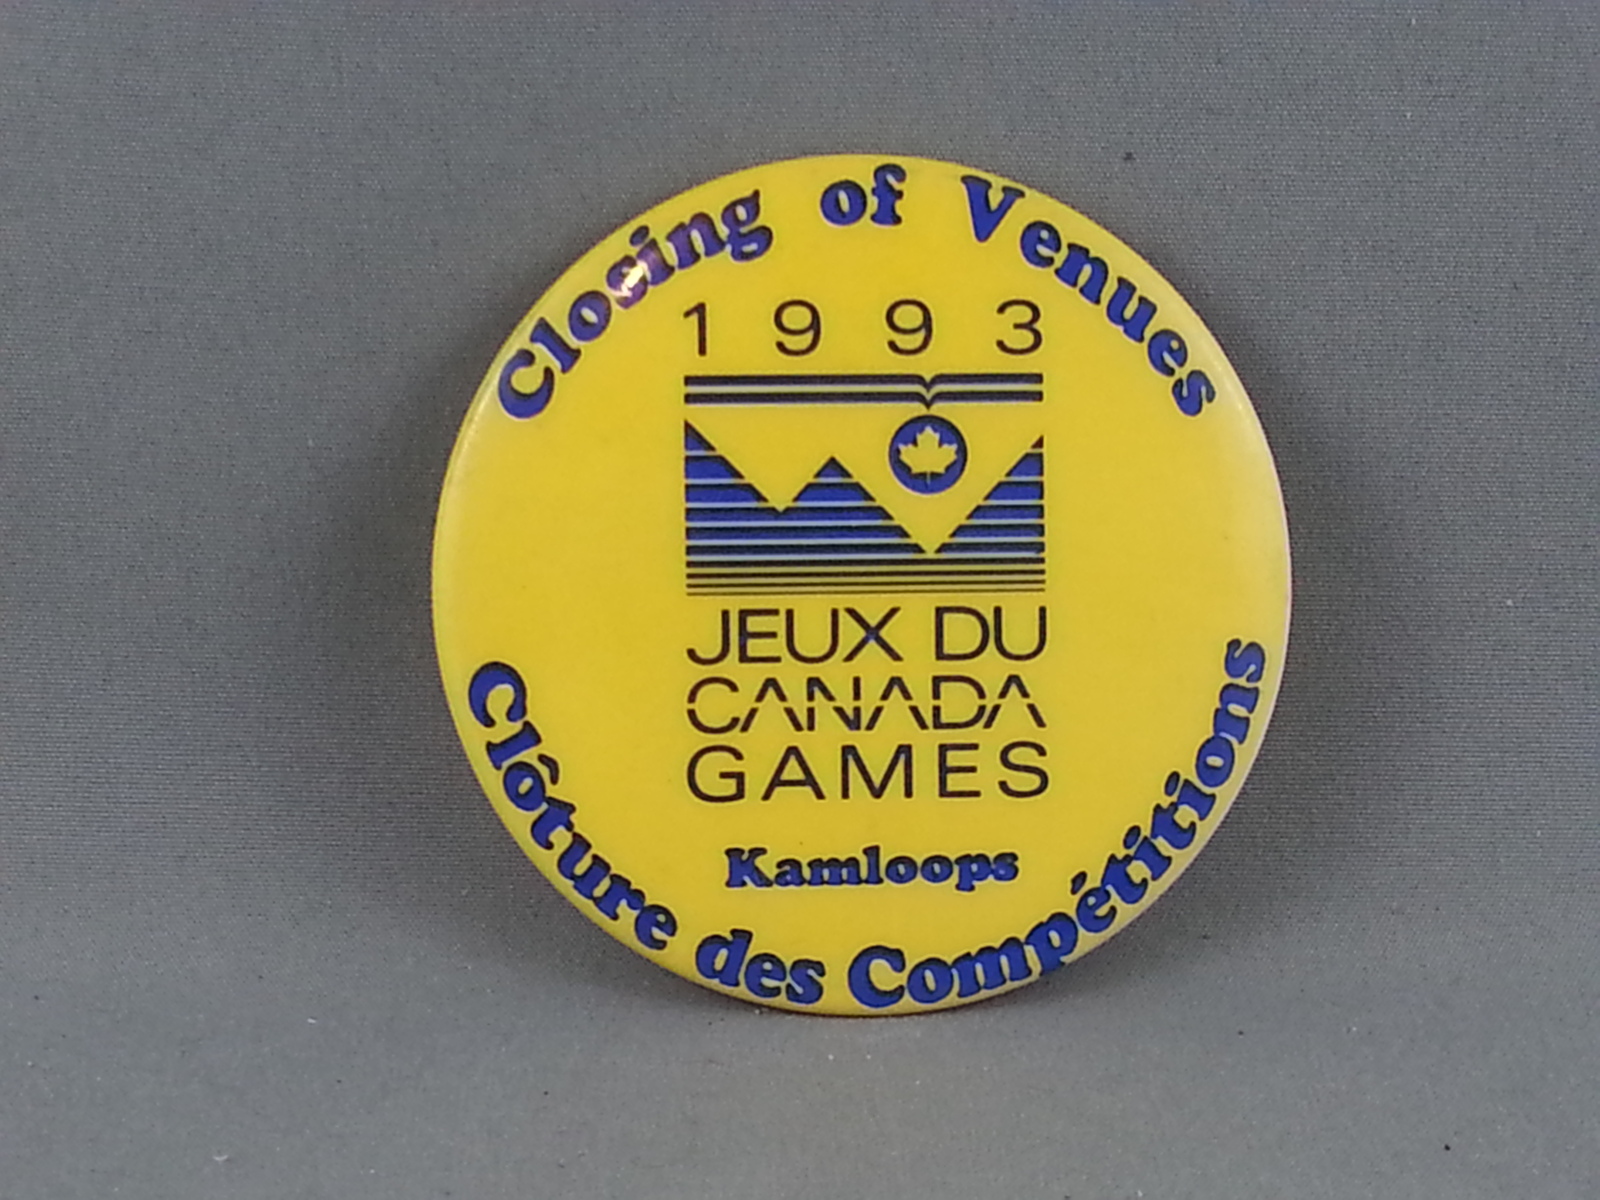 Closing of Venues
1993
JEUX DU
CANADA
GAMES
Kamloops
Clôture des Compétitions